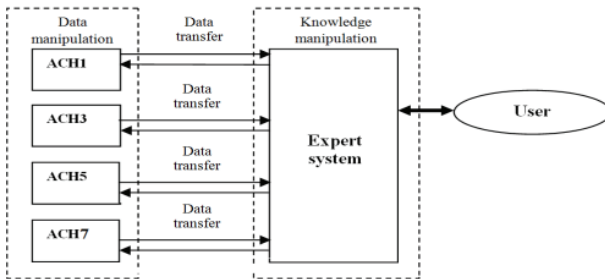 Data
manipulation
ACH1
ACH3
ACH5
ACH7
Data
transfer
Data
transfer
Data
transfer
Data
transfer
Knowledge
manipulation
Expert
system
User